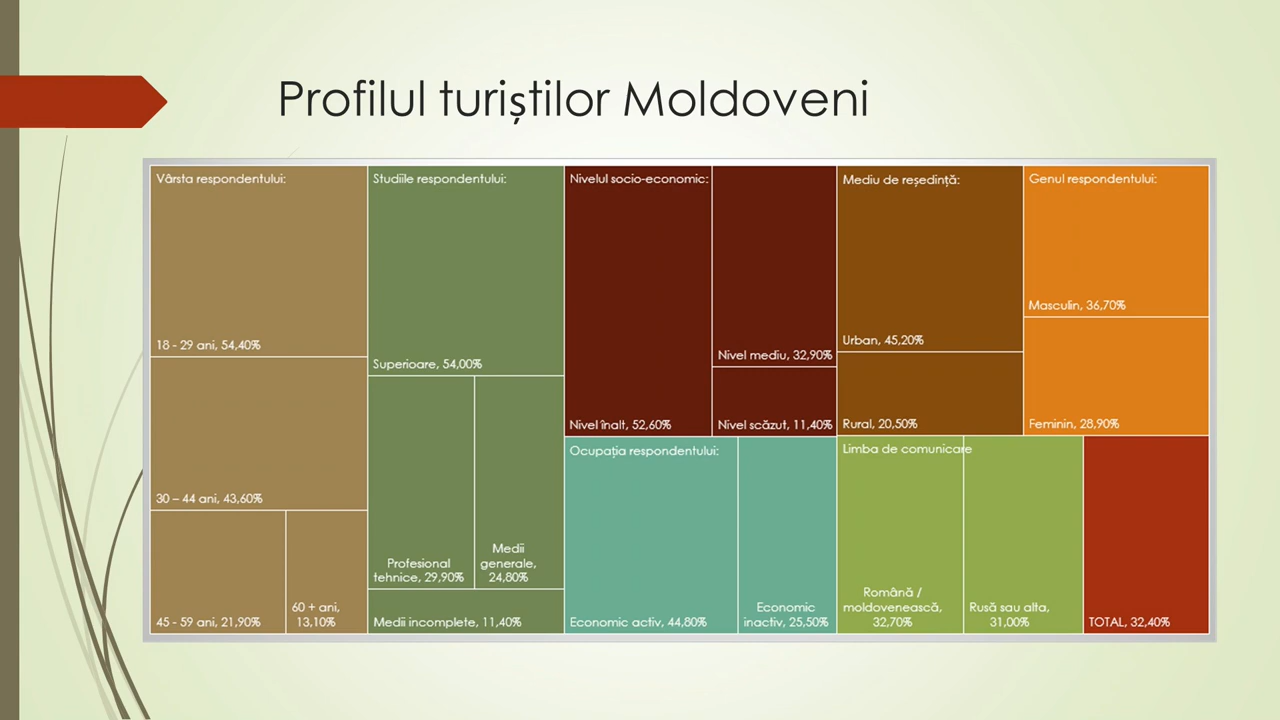 Profilul turiștilor Moldoveni
Vârsta respondentului:
18 - 29 ani, 54,40%
30 – 44 ani, 43,60%
45 - 59 ani, 21,90%
60 + ani,
13,10%
Studiile respondentului:
Superioare, 54,00%
Profesional
tehnice, 29,90%
Medii
generale,
24,80%
Medii incomplete, 11,40%
Nivelul socio-economic:
Nivel înalt, 52,60%
Nivel mediu, 32,90%
Nivel scăzut, 11,40%
Ocupația respondentului:
Economic activ, 44,80%
Economic
inactiv, 25,50%
Mediu de reședință:
Urban, 45,20%
Rural, 20,50%
Genul respondentului:
Masculin, 36,70%
Feminin, 28,90%
Limba de comunicare
Română /
moldovenească,
32,70%
Rusă sau alta,
31,00%
TOTAL, 32,40%